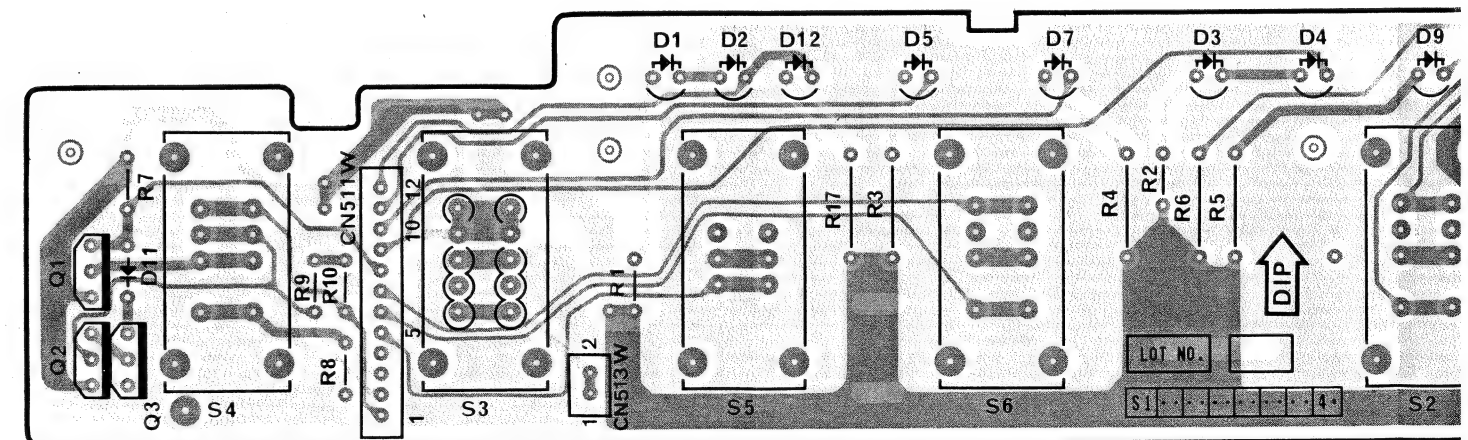 D1 D2 D12 D5 D7 D3 D4 D9
R7
CN511W
12
10
5
1
R17
R3
R4
R2
R6
R5
Q1
D11
R9
R10
R1
DIP
Q2
Q3
R8
2
1
CN513W
LOT NO.
S1 4
S4 S3 S5 S6 S2